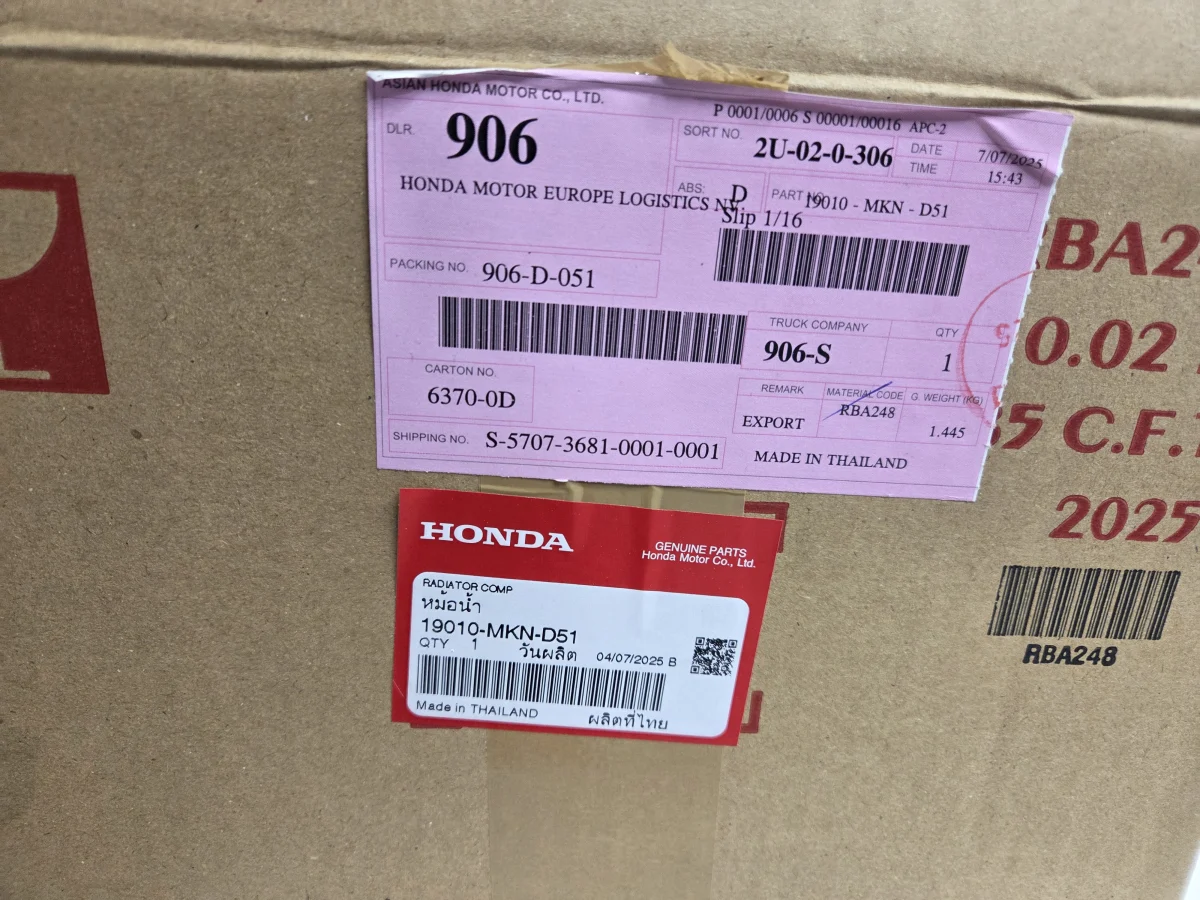 ASIAN HONDA MOTOR CO., LTD.
P 0001/0006 S 00001/00016 APC-2
DLR.
906
SORT NO.
2U-02-0-306
DATE
7/07/2025
TIME
15:43
HONDA MOTOR EUROPE LOGISTICS NV
ABS:
D
PART NO.
19010 - MKN - D51
Slip 1/16
PACKING NO. 906-D-051
TRUCK COMPANY
906-S
QTY
1
CARTON NO.
6370-0D
REMARK
EXPORT
MATERIAL CODE
RBA248
G. WEIGHT (KG)
1.445
SHIPPING NO. S-5707-3681-0001-0001
MADE IN THAILAND
HONDA
GENUINE PARTS
Honda Motor Co., Ltd.
RADIATOR COMP
หม้อน้ำ
19010-MKN-D51
QTY 1 วันผลิต 04/07/2025 B
Made in THAILAND ผลิตที่ไทย
0.02
C.F.
2025
RBA248